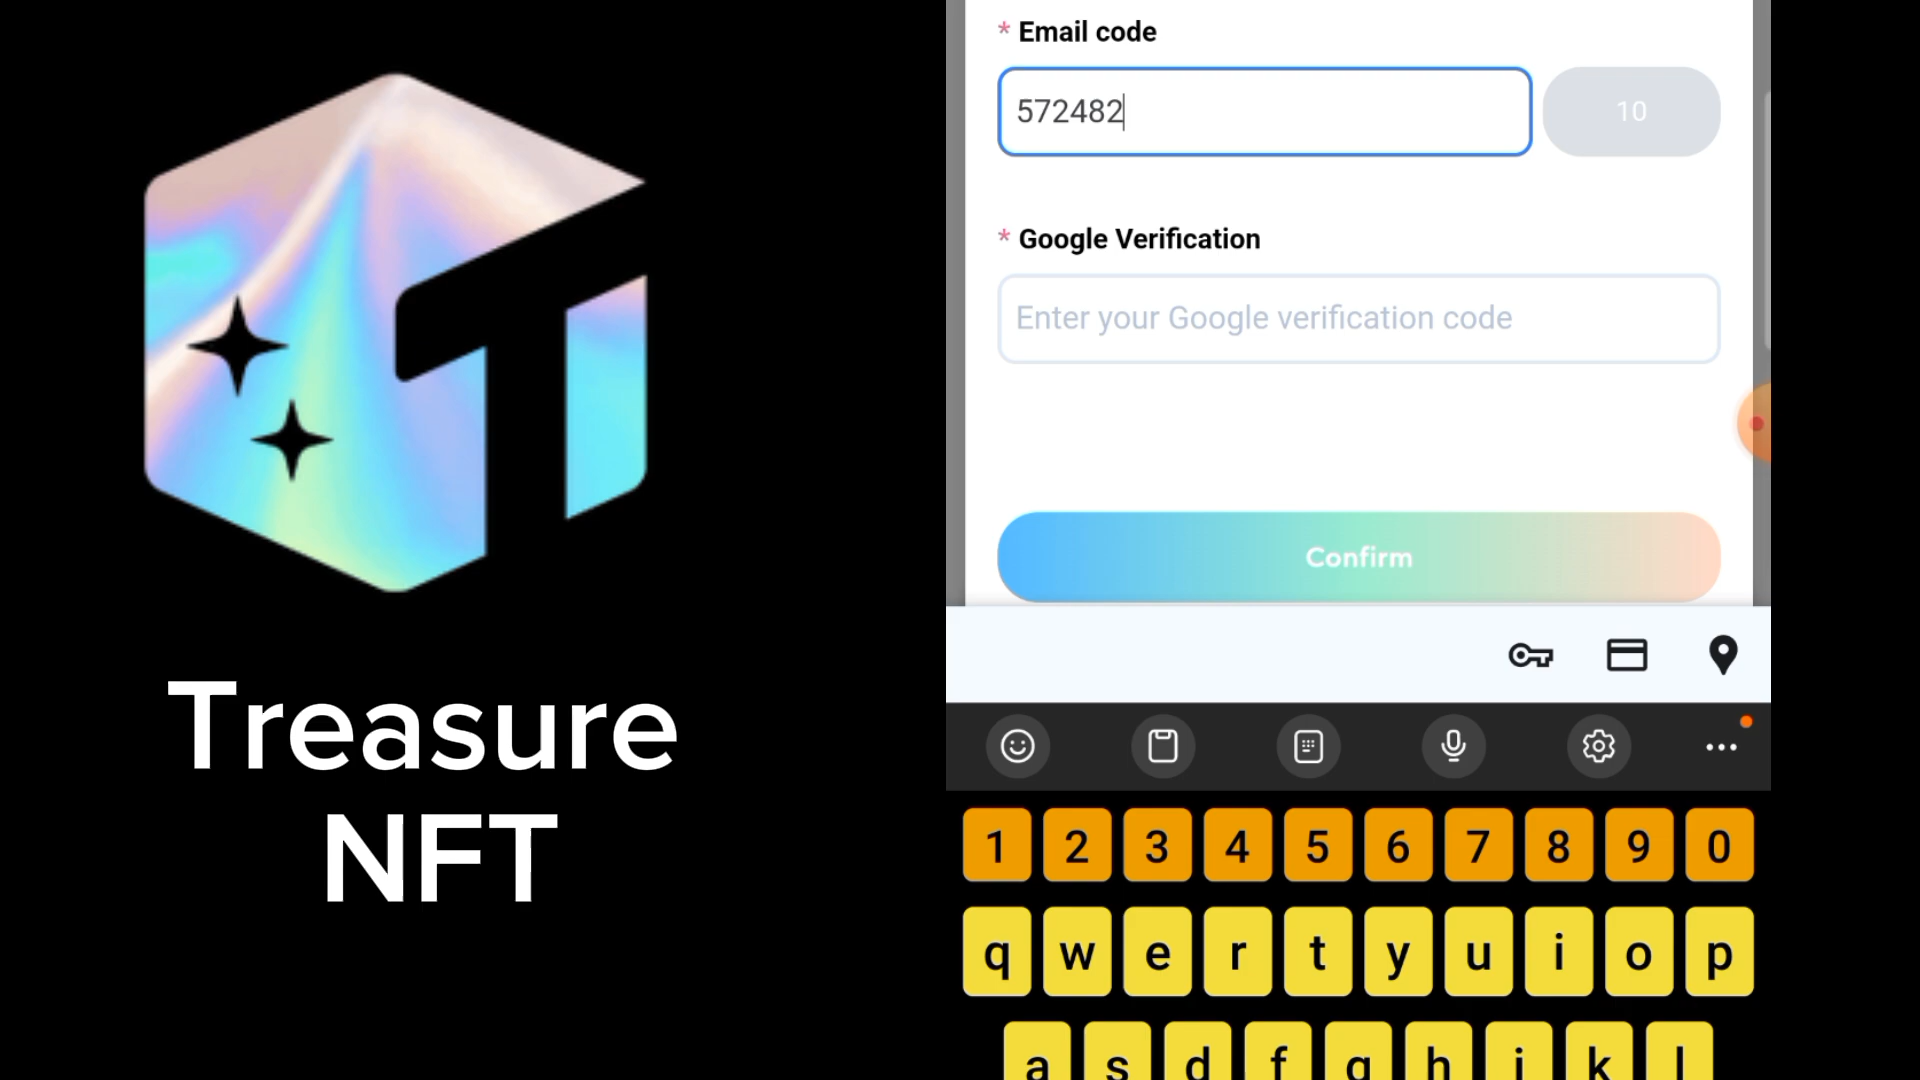 Treasure
NFT
* Email code
572482
10
* Google Verification
Enter your Google verification code
Confirm
1 2 3 4 5 6 7 8 9 0
q w e r t y u i o p
a s d f g h j k l